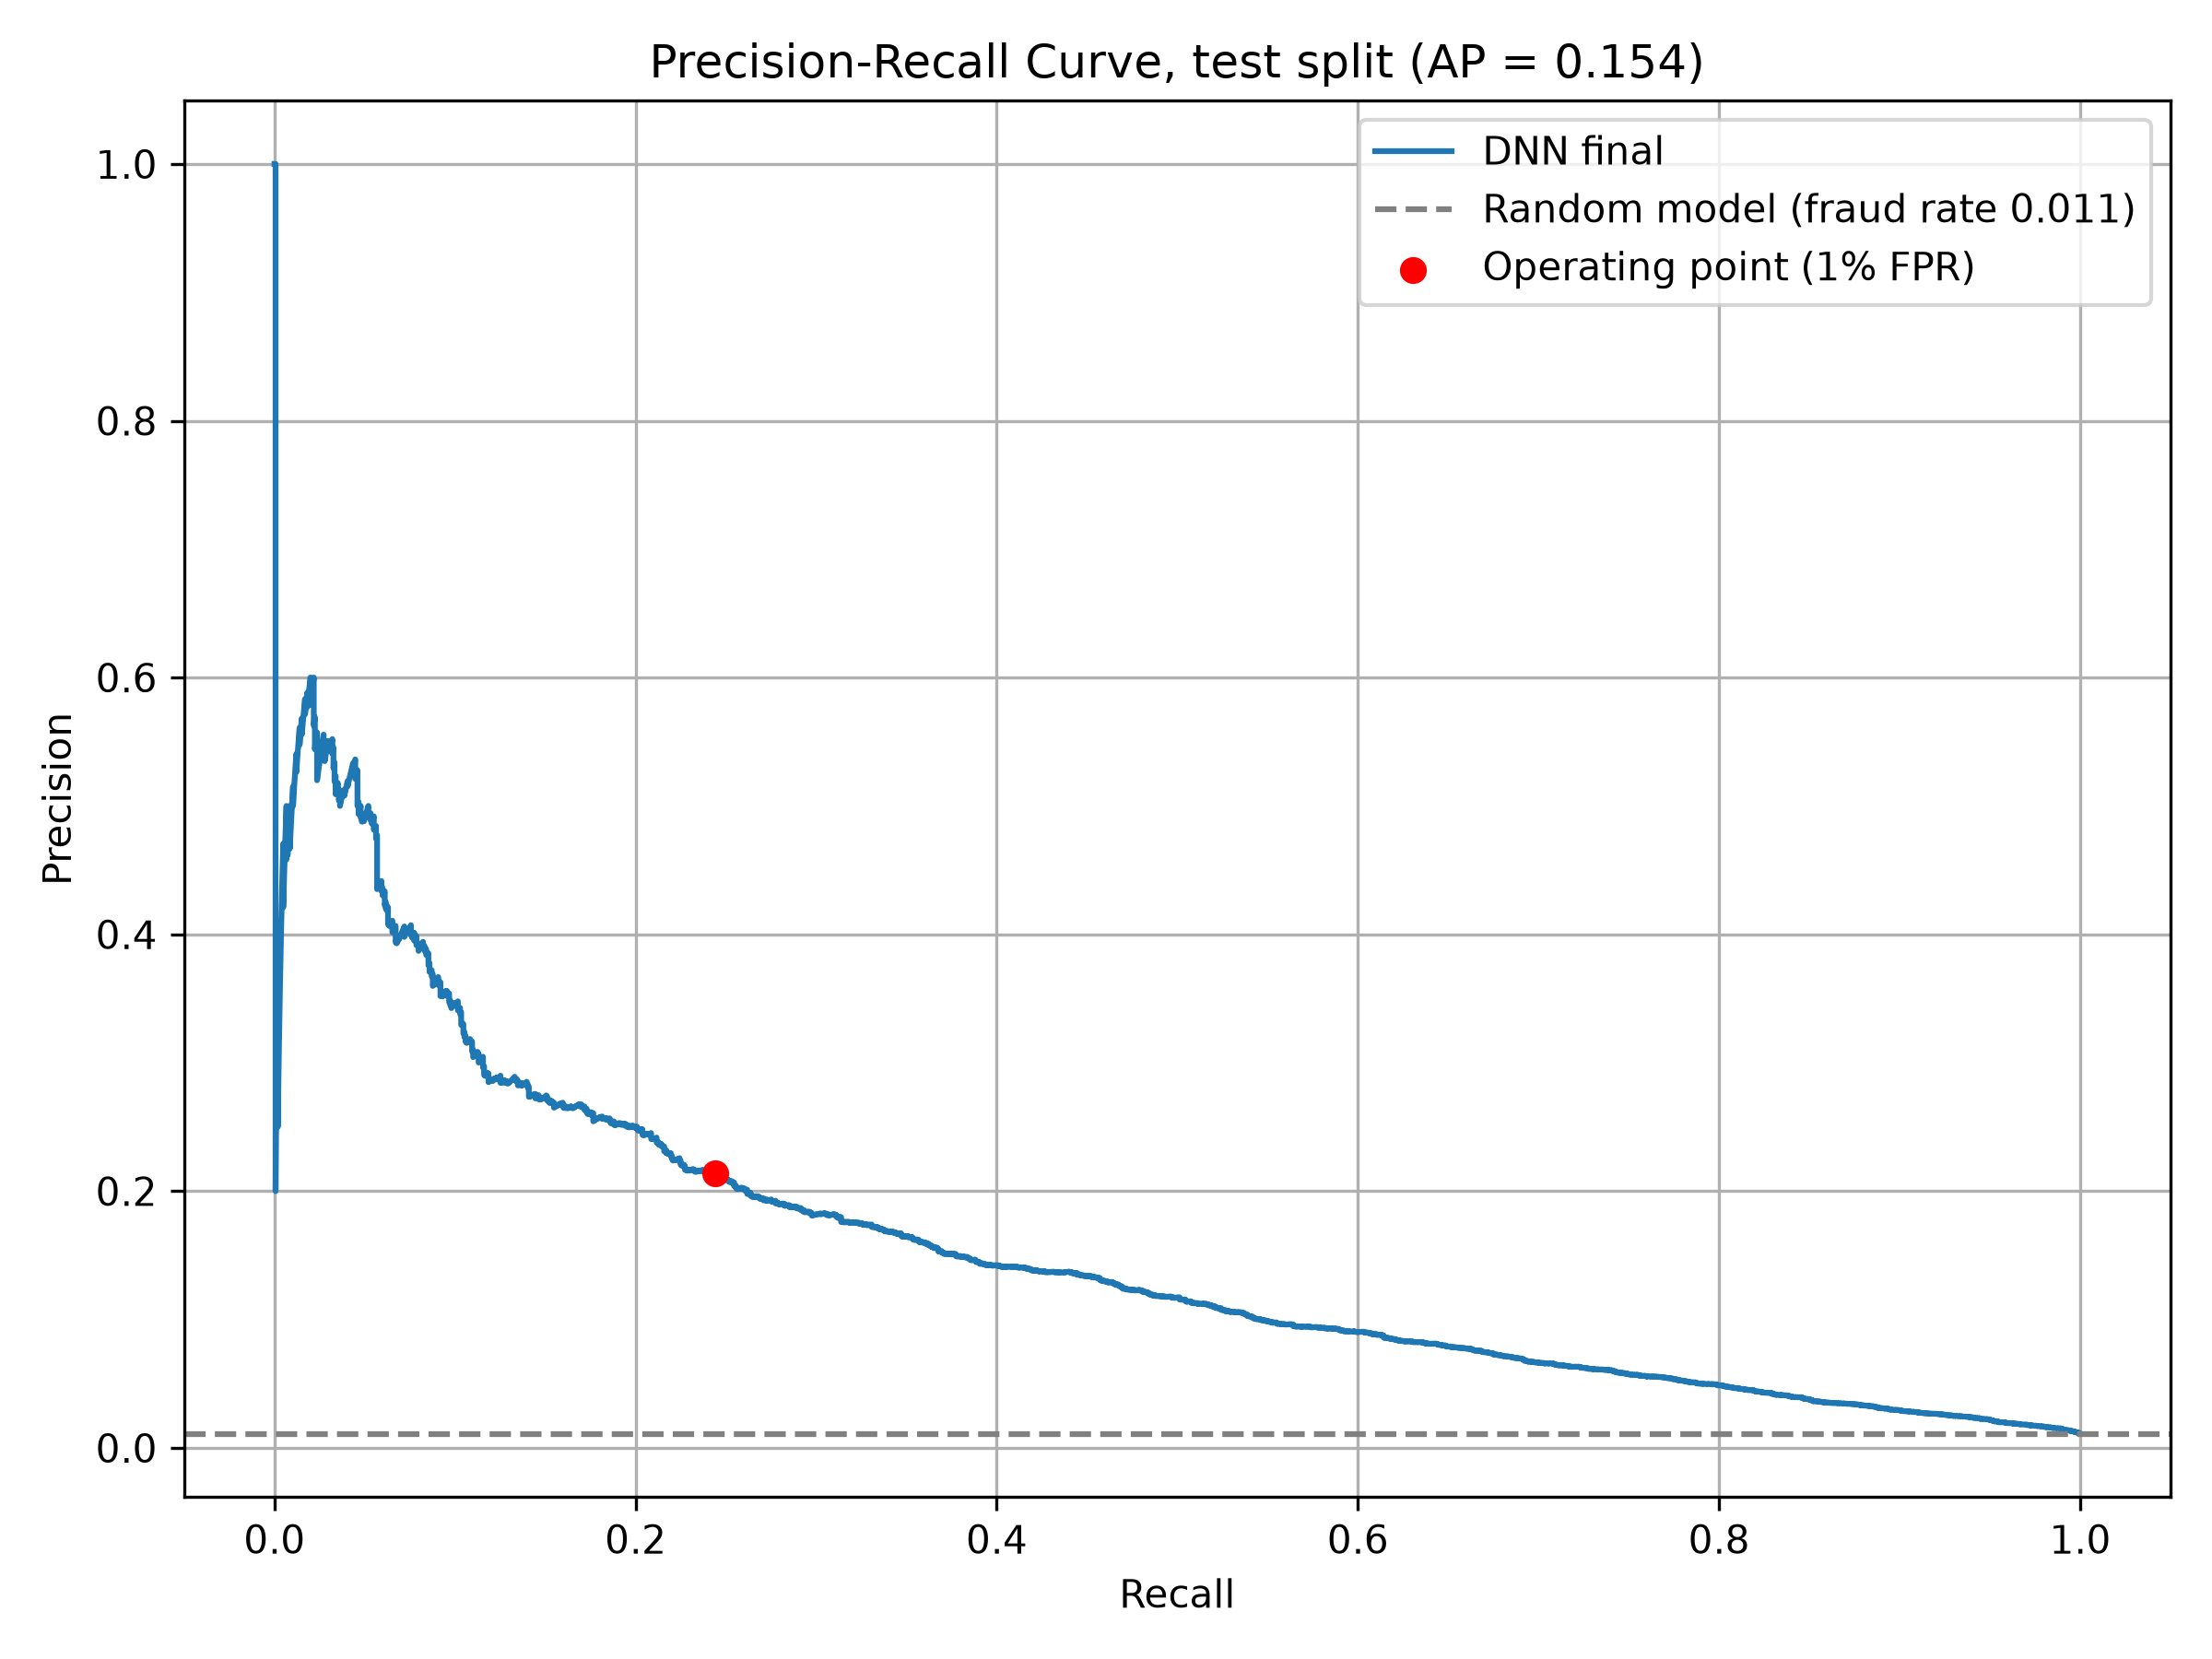 Precision-Recall Curve, test split (AP = 0.154)
DNN final
Random model (fraud rate 0.011)
Operating point (1% FPR)
1.0
0.8
0.6
0.4
0.2
0.0
Precision
0.0 0.2 0.4 0.6 0.8 1.0
Recall